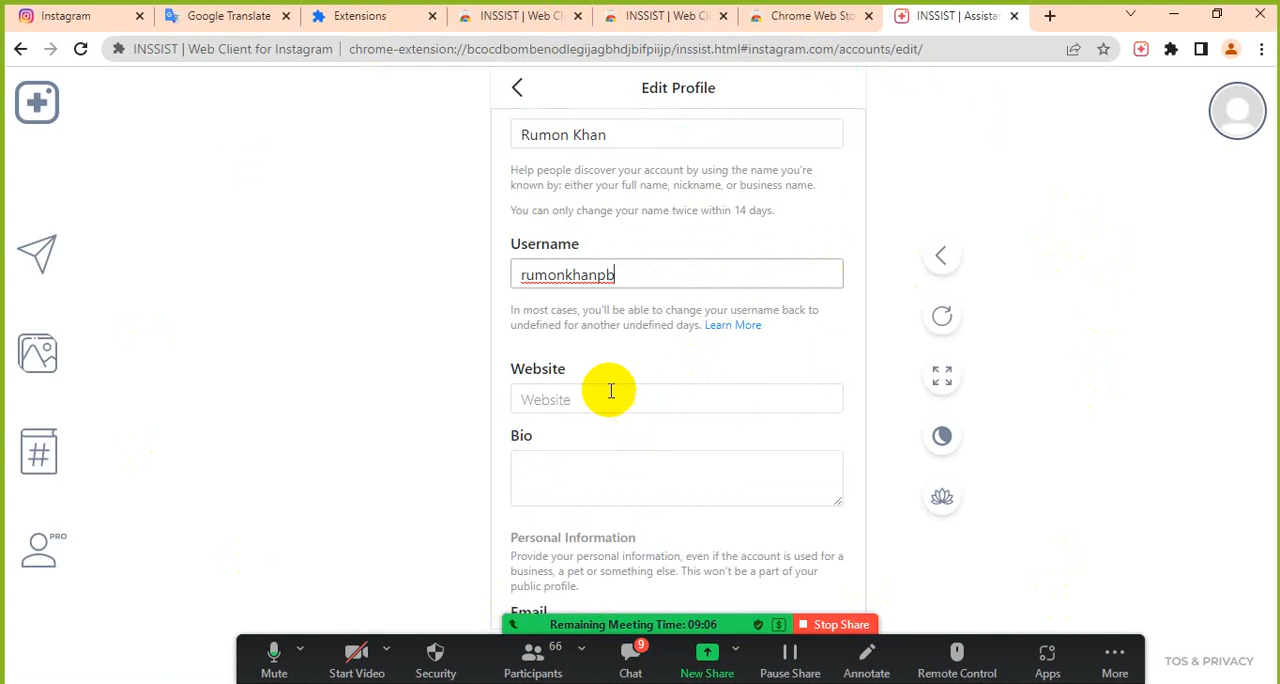 Instagram
Google Translate
Extensions
INSSIST | Web Cli
INSSIST | Web Cli
Chrome Web Sto
INSSIST | Assista
INSSIST | Web Client for Instagram
chrome-extension://bcocdbombenodlegijagbhdjbifpiijp/inssist.html#instagram.com/accounts/edit/
Edit Profile
Rumon Khan
Help people discover your account by using the name you're
known by: either your full name, nickname, or business name.
You can only change your name twice within 14 days.
Username
rumonkhanpb
In most cases, you'll be able to change your username back to
undefined for another undefined days. Learn More
Website
Website
Bio
Personal Information
Provide your personal information, even if the account is used for a
business, a pet or something else. This won't be a part of your
public profile.
Email
#
PRO
Remaining Meeting Time: 09:06
$
Stop Share
Mute
Start Video
Security
66
Participants
9
Chat
New Share
Pause Share
Annotate
Remote Control
Apps
More
TOS & PRIVACY